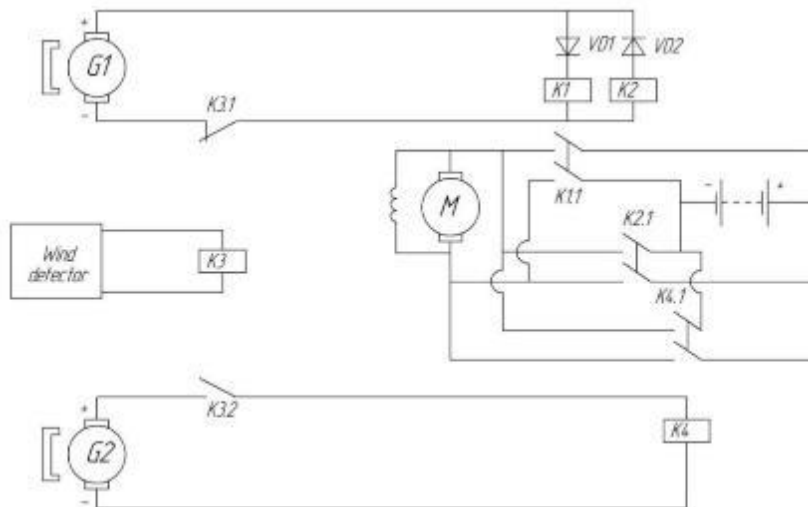 +
G1
-
VD1
VD2
K1
K2
K3.1
M
K1.1
-
+
K2.1
Wind
detector
K3
K4.1
K3.2
+
G2
-
K4